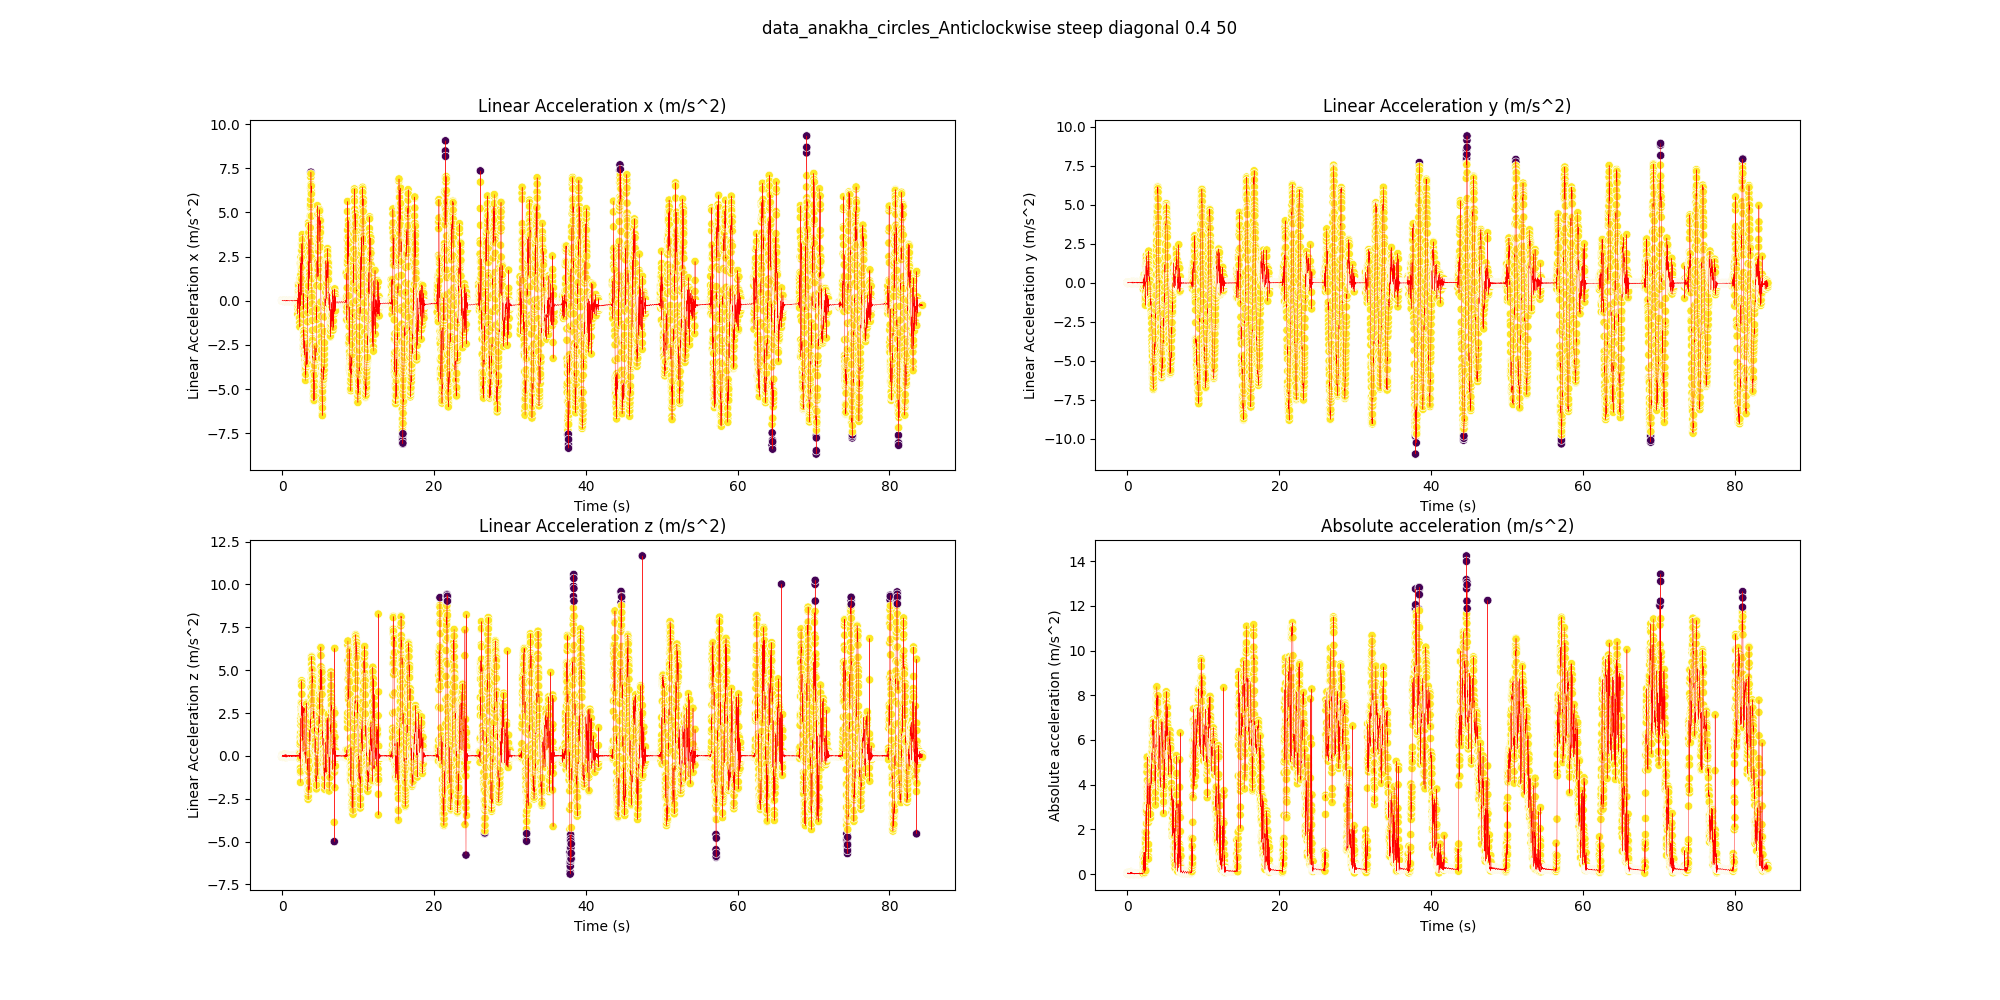 data_anakha_circles_Anticlockwise steep diagonal 0.4 50
Linear Acceleration x (m/s^2)
Linear Acceleration x (m/s^2)
10.0
7.5
5.0
2.5
0.0
−2.5
−5.0
−7.5
0 20 40 60 80
Time (s)
Linear Acceleration y (m/s^2)
Linear Acceleration y (m/s^2)
10.0
7.5
5.0
2.5
0.0
−2.5
−5.0
−7.5
−10.0
0 20 40 60 80
Time (s)
Linear Acceleration z (m/s^2)
Linear Acceleration z (m/s^2)
12.5
10.0
7.5
5.0
2.5
0.0
−2.5
−5.0
−7.5
0 20 40 60 80
Time (s)
Absolute acceleration (m/s^2)
Absolute acceleration (m/s^2)
14
12
10
8
6
4
2
0
0 20 40 60 80
Time (s)